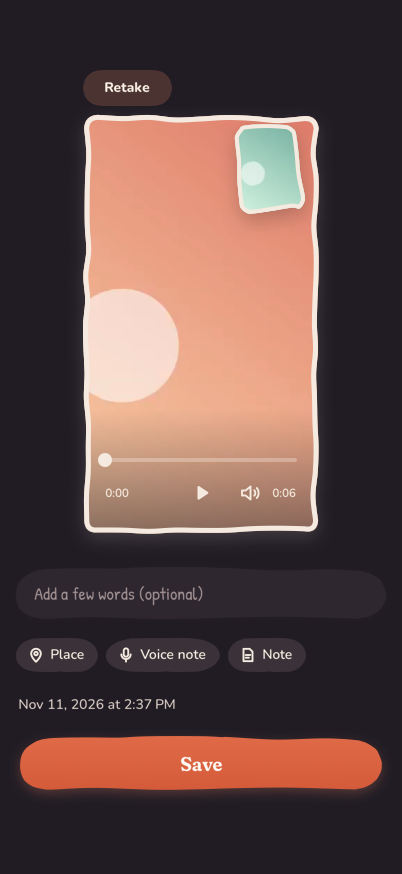 Retake
0:00
0:06
Add a few words (optional)
Place
Voice note
Note
Nov 11, 2026 at 2:37 PM
Save